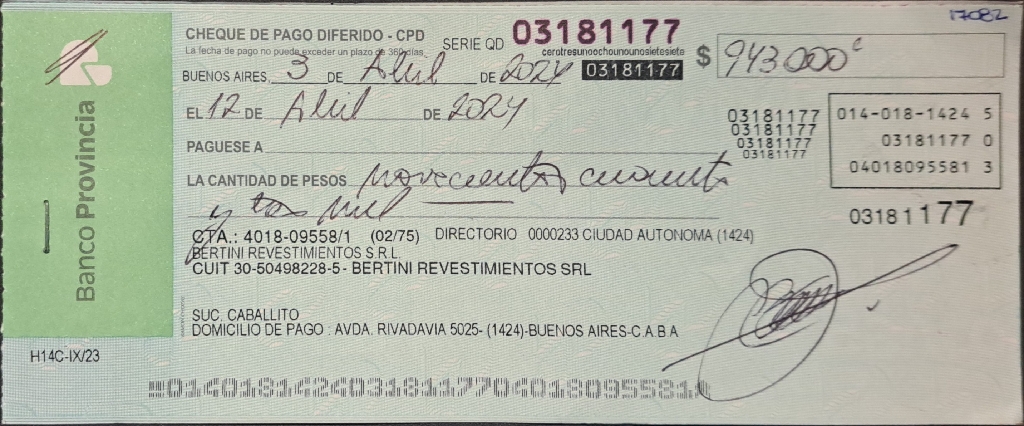 17082
CHEQUE DE PAGO DIFERIDO - CPD SERIE QD 03181177
La fecha de pago no puede exceder un plazo de 360 días. cerotresunoochounounosietesiete
BUENOS AIRES, 3 DE Abril DE 2024 03181177 $ 943.000
EL 12 DE Abril DE 2024
03181177
03181177
03181177
03181177
014-018-1424 5
03181177 0
04018095581 3
PAGUESE A
LA CANTIDAD DE PESOS novecientos cuarenta
y tres mil
03181177
CTA.: 4018-09558/1 (02/75) DIRECTORIO 0000233 CIUDAD AUTONOMA (1424)
BERTINI REVESTIMIENTOS S.R.L.
CUIT 30-50498228-5- BERTINI REVESTIMIENTOS SRL
SUC. CABALLITO
DOMICILIO DE PAGO : AVDA. RIVADAVIA 5025- (1424)-BUENOS AIRES-C.A.B.A
Banco Provincia
H14C-IX/23
01401814240318117704018095581